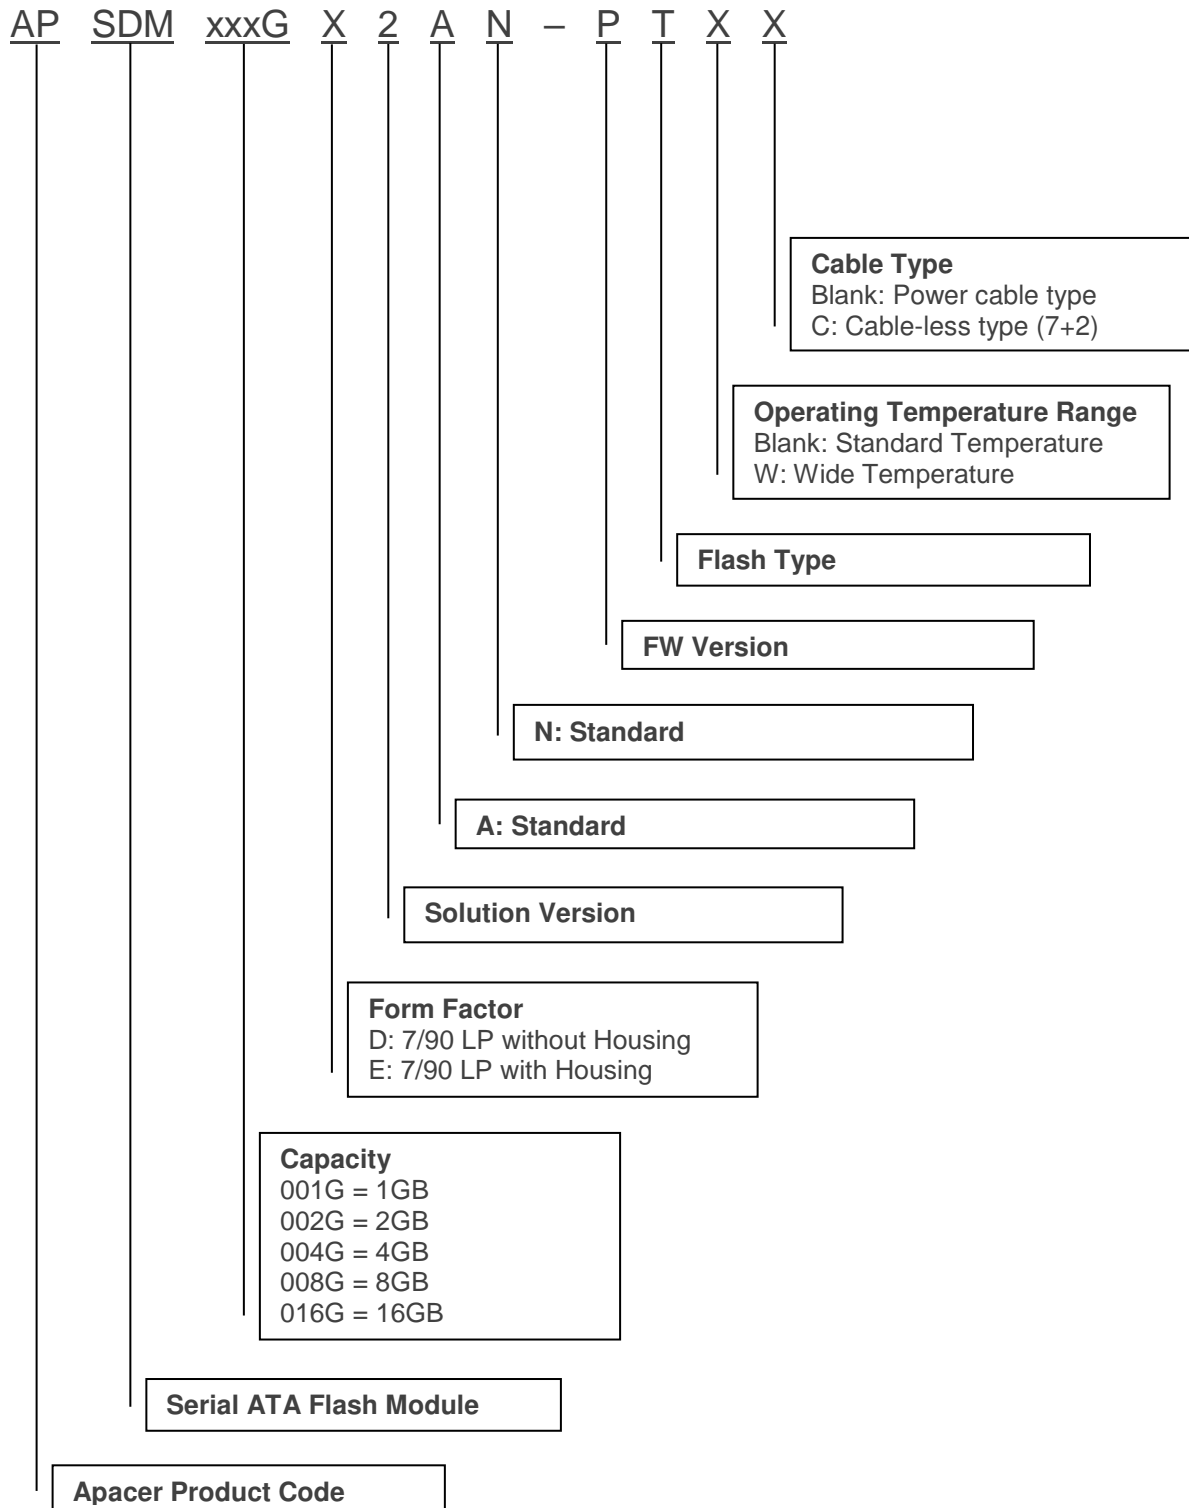 AP SDM xxxG X 2 A N – P T X X
Cable Type
Blank: Power cable type
C: Cable-less type (7+2)
Operating Temperature Range
Blank: Standard Temperature
W: Wide Temperature
Flash Type
FW Version
N: Standard
A: Standard
Solution Version
Form Factor
D: 7/90 LP without Housing
E: 7/90 LP with Housing
Capacity
001G = 1GB
002G = 2GB
004G = 4GB
008G = 8GB
016G = 16GB
Serial ATA Flash Module
Apacer Product Code